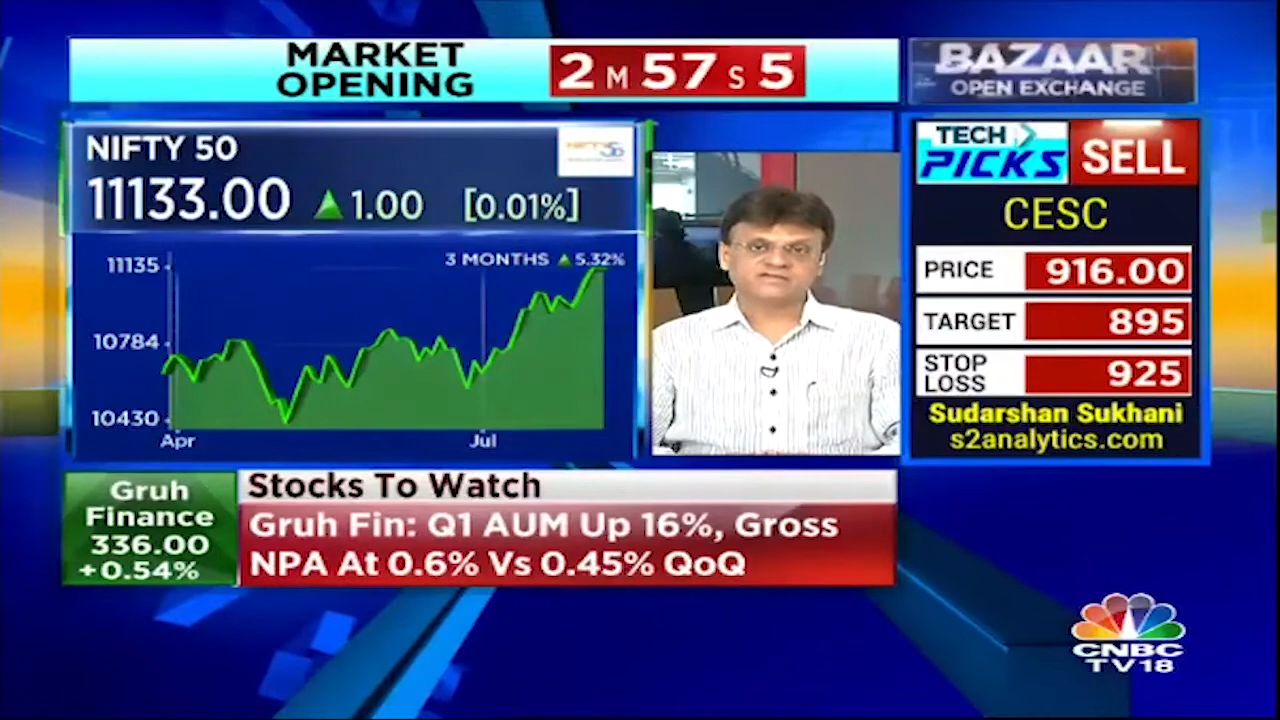 MARKET
OPENING
2 M 57 S 5
BAZAAR
OPEN EXCHANGE
NIFTY 50
11133.00 ▲ 1.00 [0.01%]
3 MONTHS ▲ 5.32%
11135
10784
10430
Apr Jul
TECH
PICKS
SELL
CESC
PRICE 916.00
TARGET 895
STOP
LOSS 925
Sudarshan Sukhani
s2analytics.com
Gruh
Finance
336.00
+0.54%
Stocks To Watch
Gruh Fin: Q1 AUM Up 16%, Gross
NPA At 0.6% Vs 0.45% QoQ
CNBC
TV18